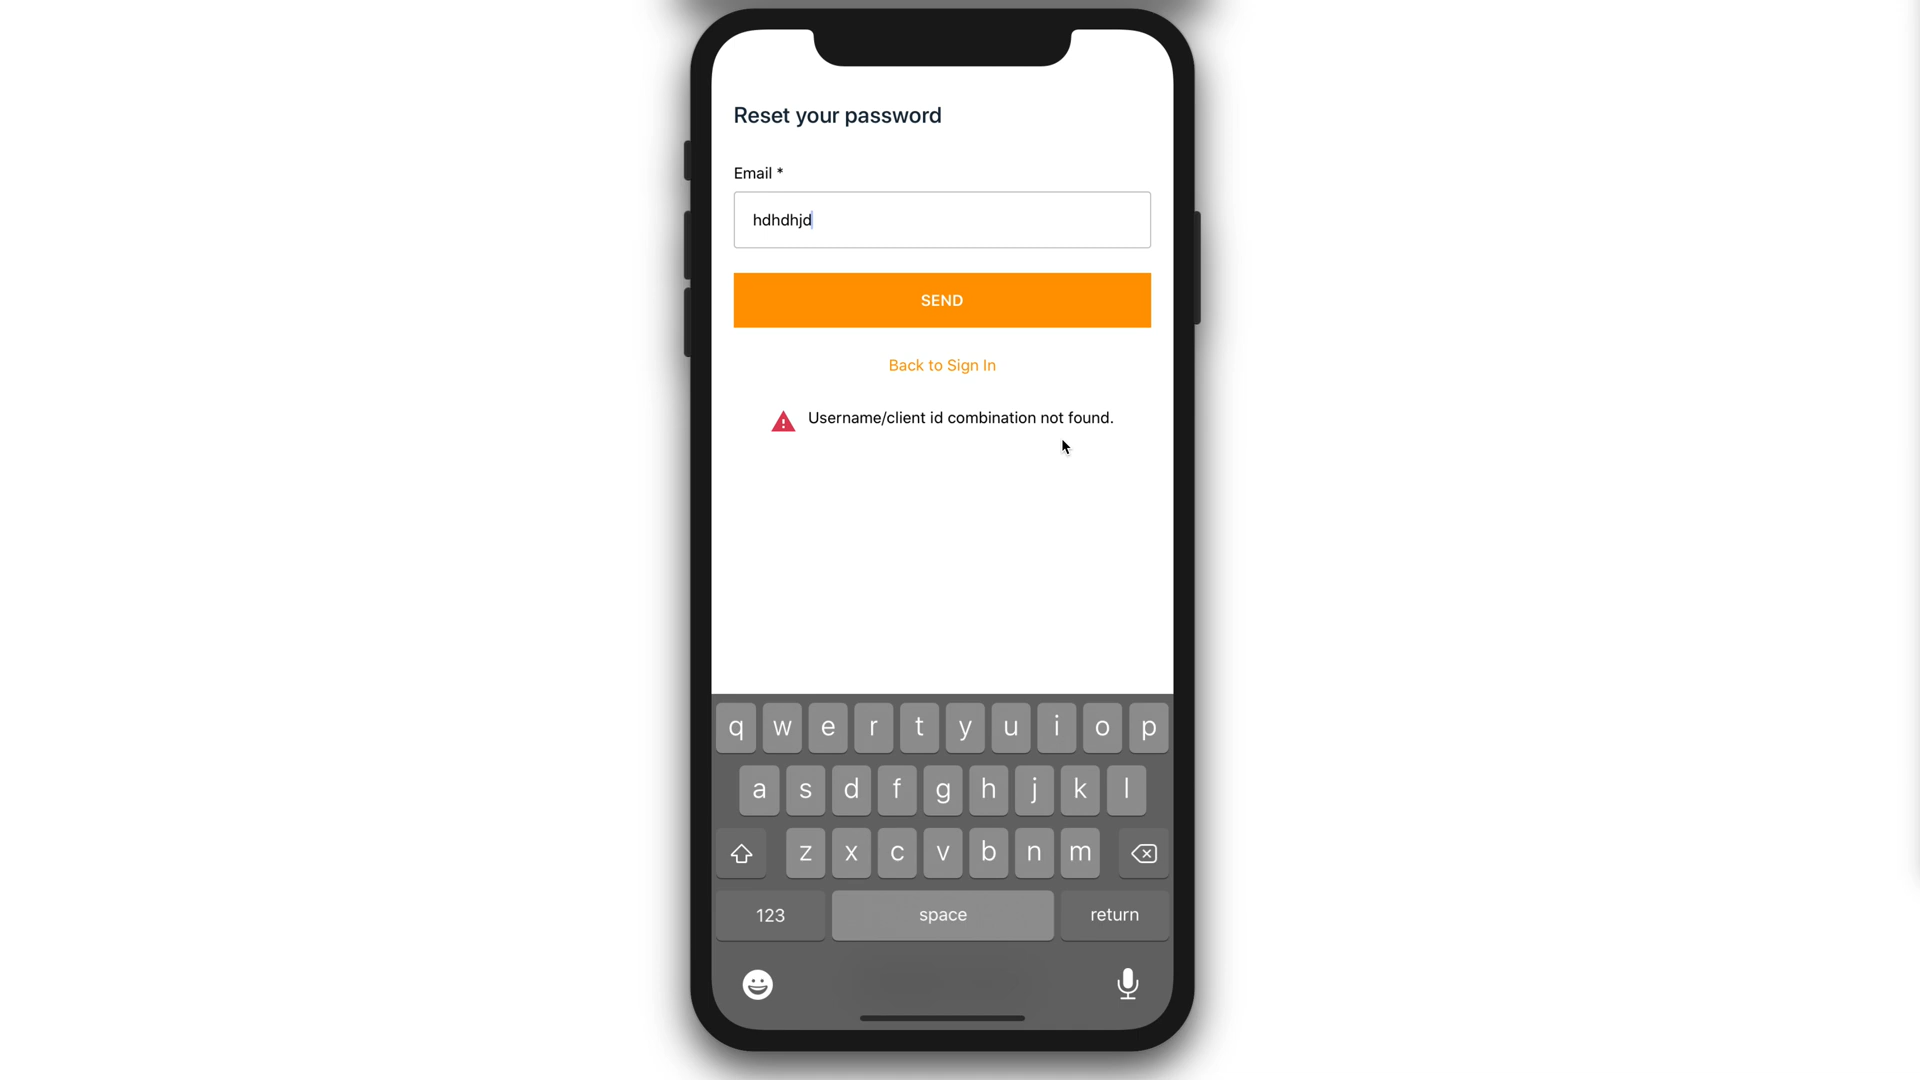 Reset your password
Email *
hdhdhjd
SEND
Back to Sign In
Username/client id combination not found.
q w e r t y u i o p
a s d f g h j k l
z x c v b n m
123 space return